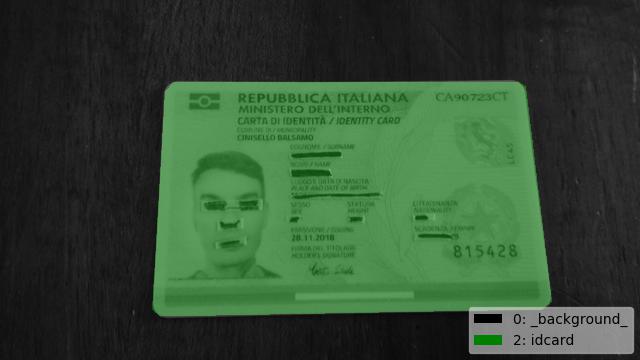 REPUBBLICA ITALIANA
CA90723CT
MINISTERO DELL'INTERNO
CARTA DI IDENTITÀ / IDENTITY CARD
COMUNE DI / MUNICIPALITY
CINISELLO BALSAMO
COGNOME / SURNAME
NOME / NAME
LUOGO E DATA DI NASCITA
PLACE AND DATE OF BIRTH
SESSO
SEX
STATURA
HEIGHT
CITTADINANZA
NATIONALITY
EMISSIONE / ISSUING
28.11.2018
SCADENZA / EXPIRY
FIRMA DEL TITOLARE
HOLDER'S SIGNATURE
815428
0: _background_
2: idcard